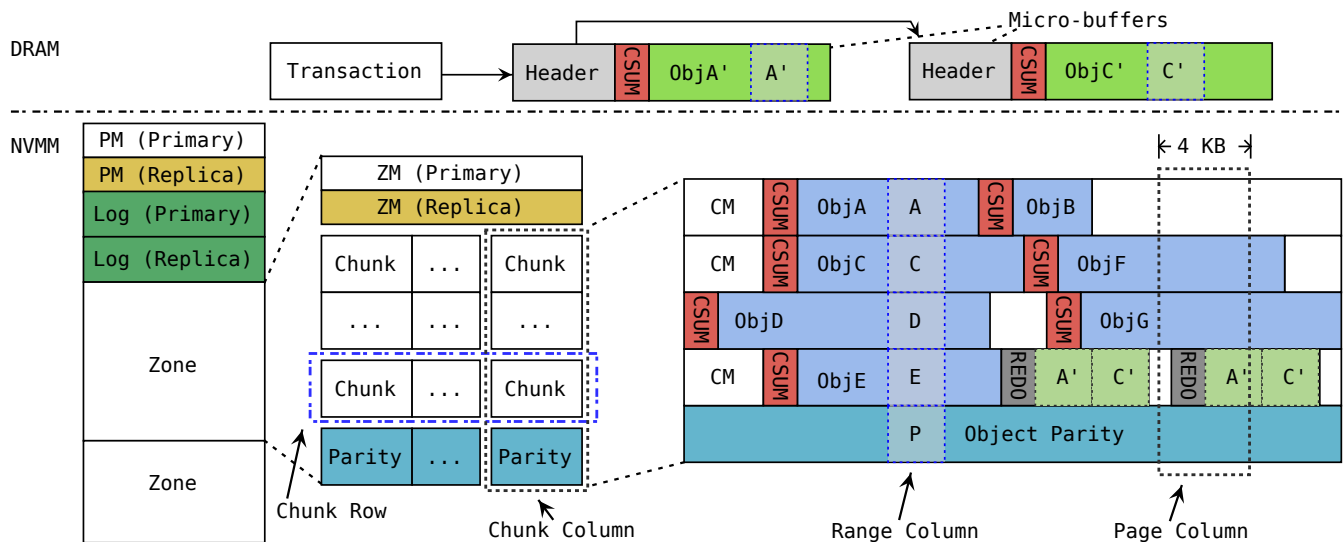 Micro-buffers
DRAM
Transaction
Header CSUM ObjA' A'
Header CSUM ObjC' C'
NVMM
PM (Primary)
PM (Replica)
Log (Primary)
Log (Replica)
Zone
Zone
ZM (Primary)
ZM (Replica)
Chunk ... Chunk
... ... ...
Chunk ... Chunk
Parity ... Parity
Chunk Row
Chunk Column
4 KB
CM CSUM ObjA A CSUM ObjB
CM CSUM ObjC C CSUM ObjF
CSUM ObjD D CSUM ObjG
CM CSUM ObjE E REDO A' C' REDO A' C'
P Object Parity
Range Column
Page Column